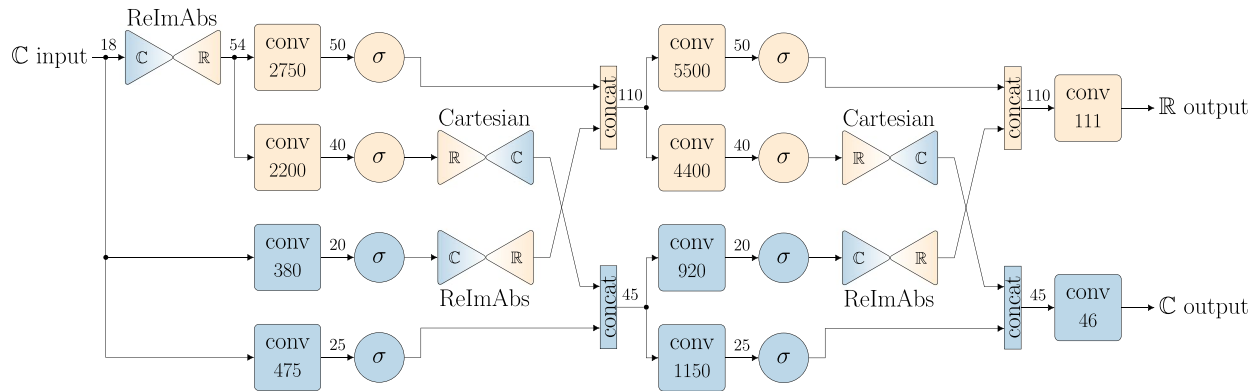 ReImAbs
ℂ input
18
ℂ
ℝ
54
conv
2750
50
σ
concat
110
conv
5500
50
σ
concat
110
conv
111
ℝ output
conv
2200
40
σ
Cartesian
ℝ
ℂ
conv
4400
40
σ
Cartesian
ℝ
ℂ
conv
380
20
σ
ℂ
ℝ
ReImAbs
concat
45
conv
920
20
σ
ℂ
ℝ
ReImAbs
concat
45
conv
46
ℂ output
conv
475
25
σ
conv
1150
25
σ